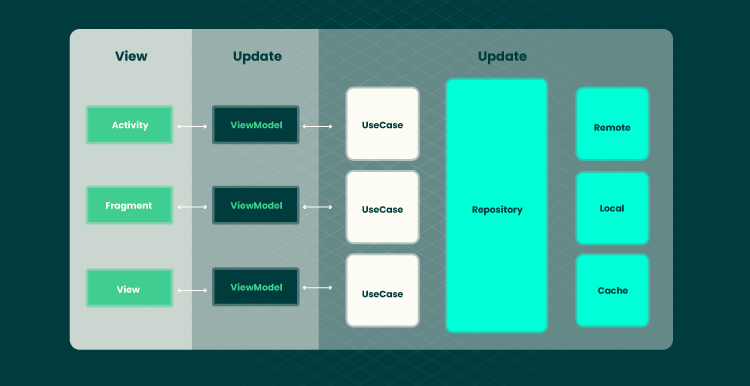 View
Update
Update
Activity
ViewModel
UseCase
Remote
Fragment
ViewModel
UseCase
Repository
Local
View
ViewModel
UseCase
Cache